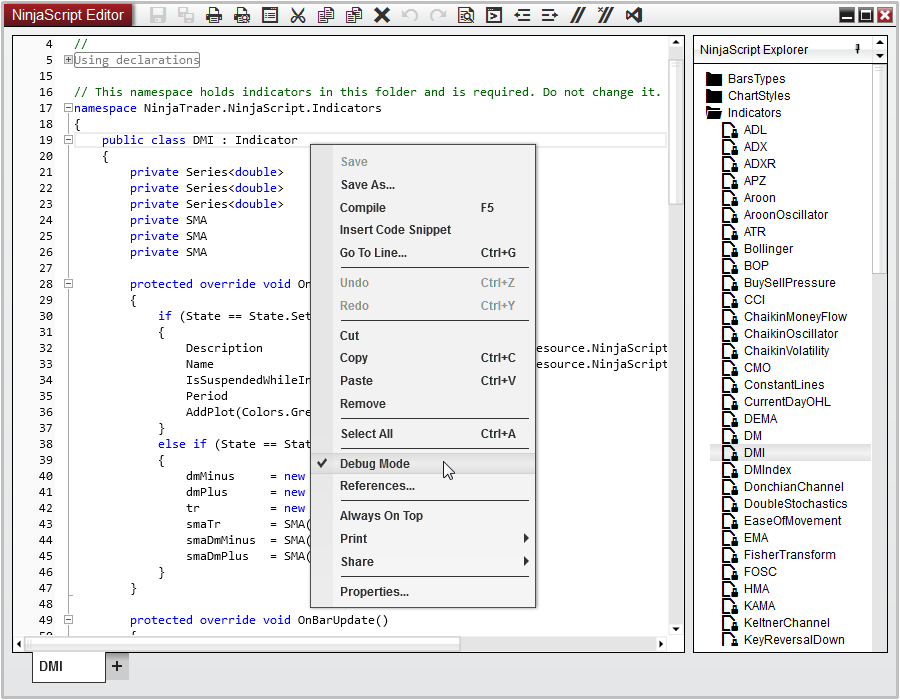 NinjaScript Editor
4 //
5 Using declarations
15
16 // This namespace holds indicators in this folder and is required. Do not change it.
17 namespace NinjaTrader.NinjaScript.Indicators
18 {
19 public class DMI : Indicator
20 {
21 private Series<double>
22 private Series<double>
23 private Series<double>
24 private SMA
25 private SMA
26 private SMA
27
28 protected override void On
29 {
30 if (State == State.Set
31 {
32 Description esource.NinjaScript
33 Name esource.NinjaScript
34 IsSuspendedWhileIn
35 Period
36 AddPlot(Colors.Gre
37 }
38 else if (State == Stat
39 {
40 dmMinus = new
41 dmPlus = new
42 tr = new
43 smaTr = SMA(
44 smaDmMinus = SMA(
45 smaDmPlus = SMA(
46 }
47 }
48
49 protected override void OnBarUpdate()
50 {
Save
Save As...
Compile F5
Insert Code Snippet
Go To Line... Ctrl+G
Undo Ctrl+Z
Redo Ctrl+Y
Cut
Copy Ctrl+C
Paste Ctrl+V
Remove
Select All Ctrl+A
Debug Mode
References...
Always On Top
Print
Share
Properties...
NinjaScript Explorer
BarsTypes
ChartStyles
Indicators
ADL
ADX
ADXR
APZ
Aroon
AroonOscillator
ATR
Bollinger
BOP
BuySellPressure
CCI
ChaikinMoneyFlow
ChaikinOscillator
ChaikinVolatility
CMO
ConstantLines
CurrentDayOHL
DEMA
DM
DMI
DMIndex
DonchianChannel
DoubleStochastics
EaseOfMovement
EMA
FisherTransform
FOSC
HMA
KAMA
KeltnerChannel
KeyReversalDown
DMI +